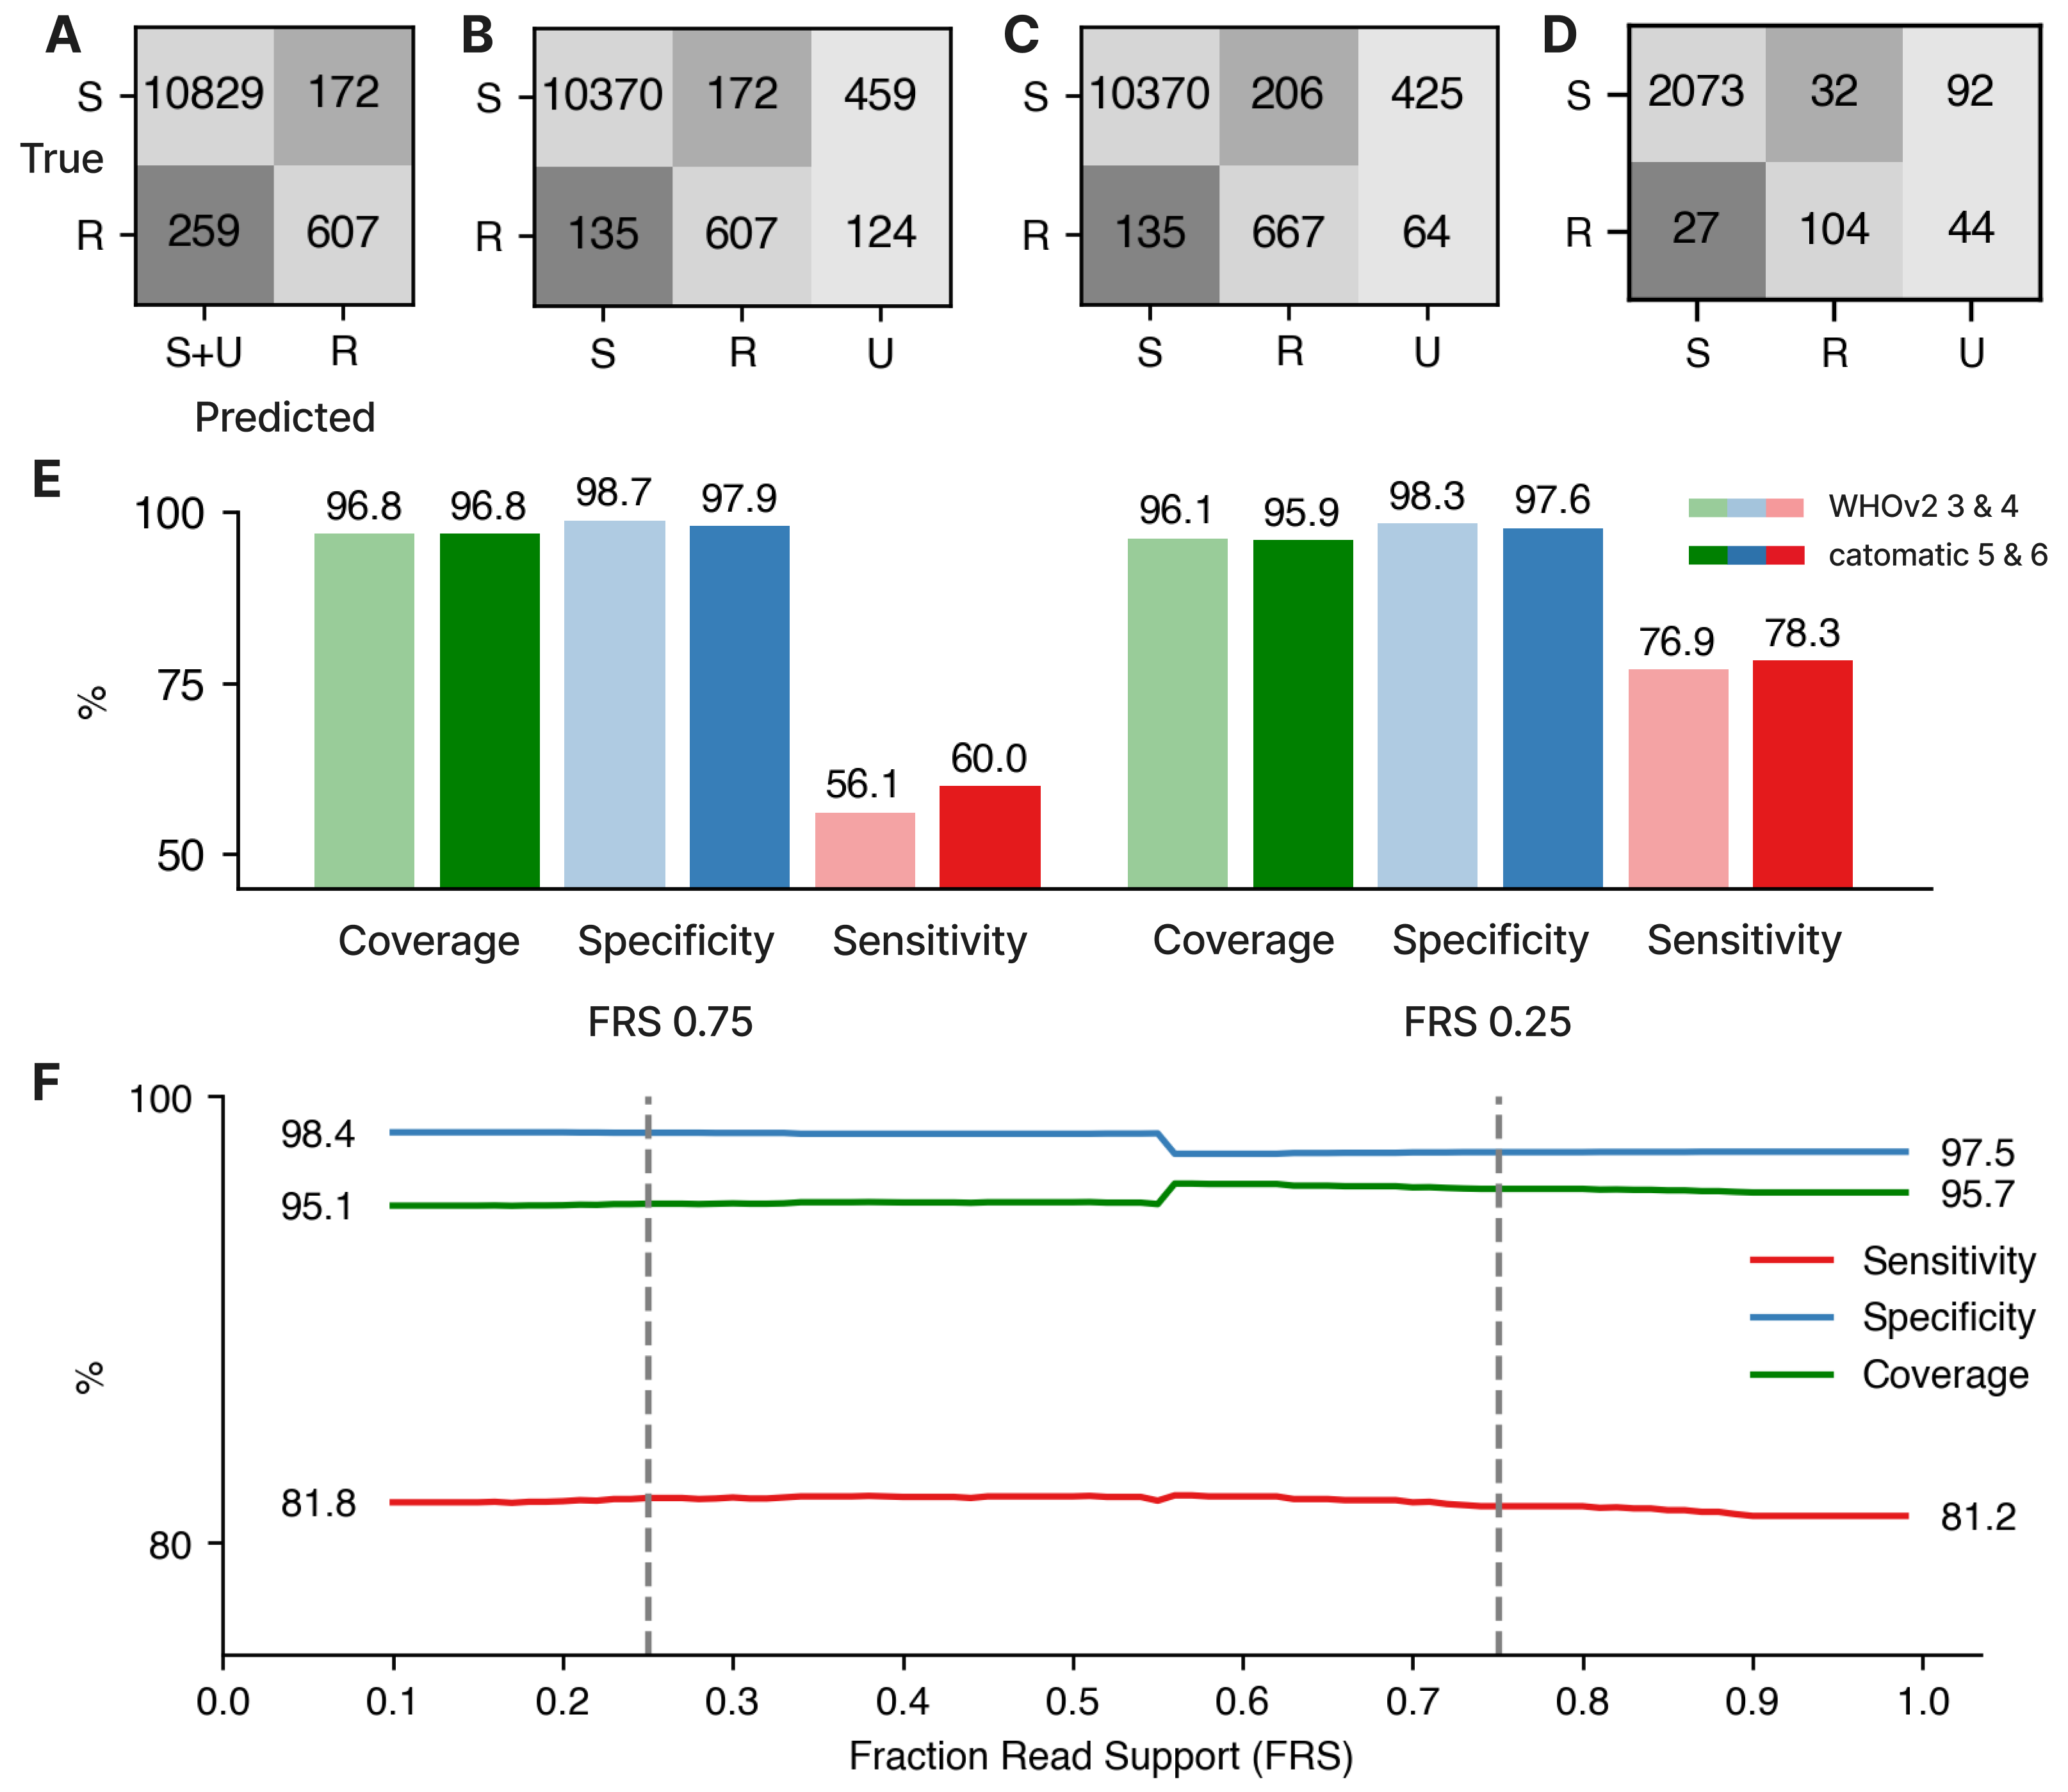 A
B
C
D
S 10829 172
True
R 259 607
S+U R
Predicted
S 10370 172 459
R 135 607 124
S R U
S 10370 206 425
R 135 667 64
S R U
S 2073 32 92
R 27 104 44
S R U
E
100
75
50
%
96.8 96.8 98.7 97.9 56.1 60.0
96.1 95.9 98.3 97.6 76.9 78.3
WHOv2 3 & 4
catomatic 5 & 6
Coverage Specificity Sensitivity Coverage Specificity Sensitivity
FRS 0.75 FRS 0.25
F
100
80
%
98.4
95.1
81.8
97.5
95.7
81.2
Sensitivity
Specificity
Coverage
0.0 0.1 0.2 0.3 0.4 0.5 0.6 0.7 0.8 0.9 1.0
Fraction Read Support (FRS)